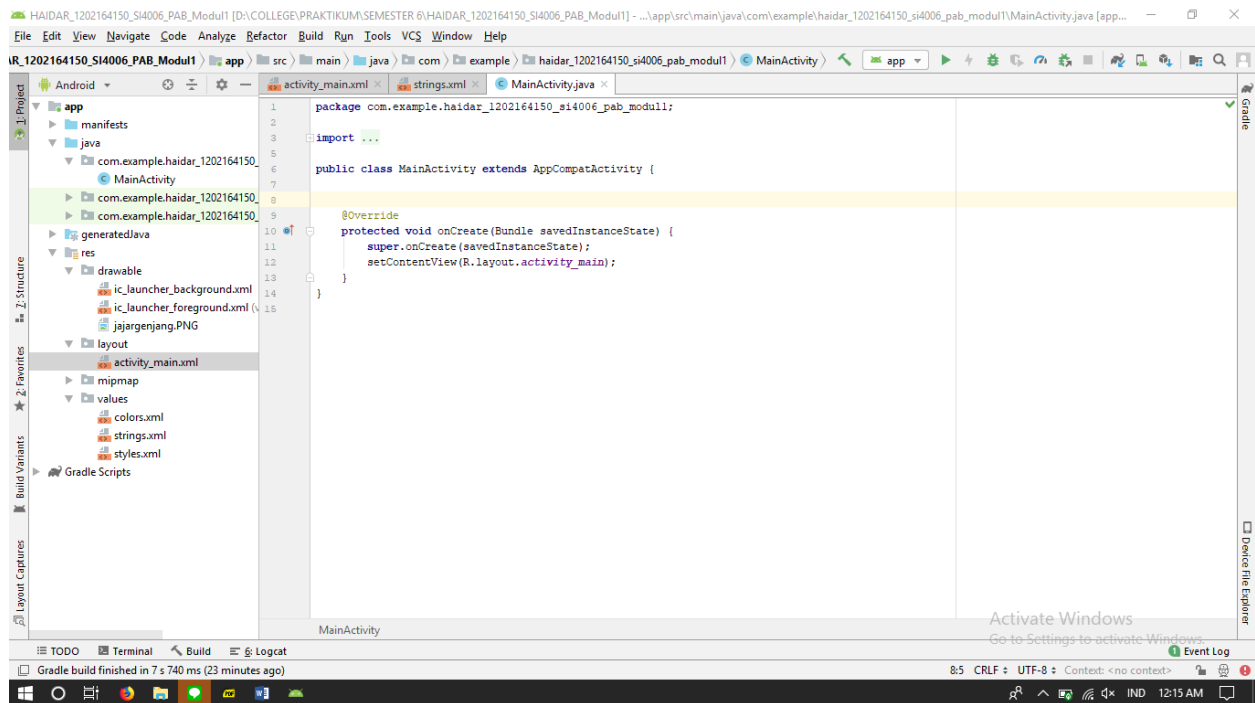 HAIDAR_1202164150_SI4006_PAB_Modul1 [D:\COLLEGE\PRAKTIKUM\SEMESTER 6\HAIDAR_1202164150_SI4006_PAB_Modul1] - ...\app\src\main\java\com\example\haidar_1202164150_si4006_pab_modul1\MainActivity.java [app...
File Edit View Navigate Code Analyze Refactor Build Run Tools VCS Window Help
AR_1202164150_SI4006_PAB_Modul1 app src main java com example haidar_1202164150_si4006_pab_modul1 MainActivity app
1: Project
Android
activity_main.xml strings.xml MainActivity.java
Gradle
app
manifests
java
com.example.haidar_1202164150_
MainActivity
com.example.haidar_1202164150_
com.example.haidar_1202164150_
generatedJava
res
drawable
ic_launcher_background.xml
ic_launcher_foreground.xml (v
jajargenjang.PNG
layout
activity_main.xml
mipmap
values
colors.xml
strings.xml
styles.xml
Gradle Scripts
Z: Structure
2: Favorites
Build Variants
Layout Captures
1 package com.example.haidar_1202164150_si4006_pab_modul1;
2
3 import ...
5
6 public class MainActivity extends AppCompatActivity {
7
8
9 @Override
10 protected void onCreate(Bundle savedInstanceState) {
11 super.onCreate(savedInstanceState);
12 setContentView(R.layout.activity_main);
13 }
14 }
15
Device File Explorer
Activate Windows
Go to Settings to activate Windows.
MainActivity
TODO Terminal Build 6: Logcat 1 Event Log
Gradle build finished in 7 s 740 ms (23 minutes ago) 8:5 CRLF UTF-8 Context: <no context>
IND 12:15 AM